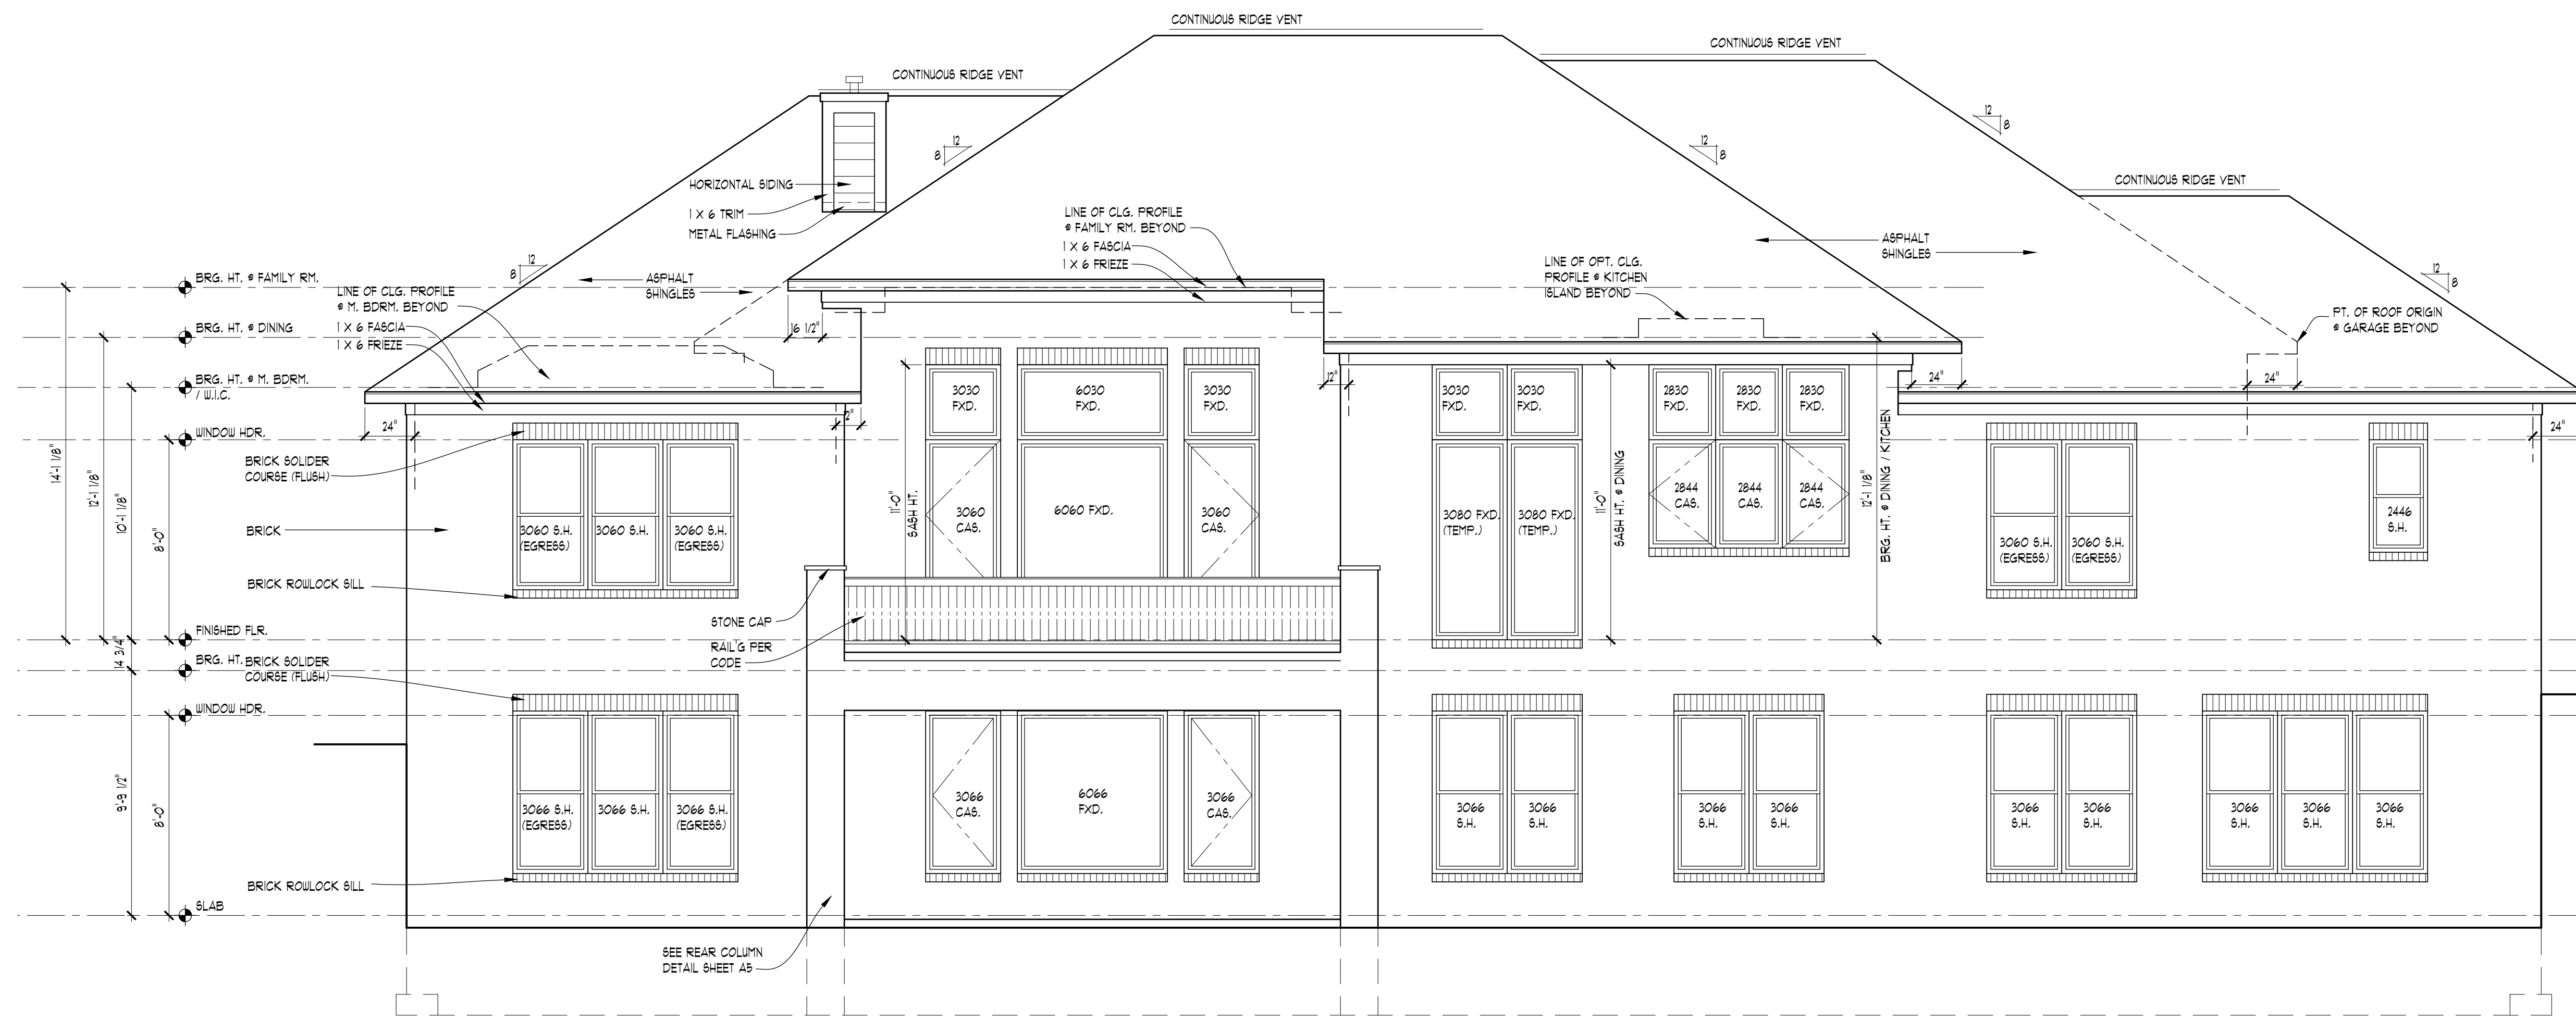 CONTINUOUS RIDGE VENT
CONTINUOUS RIDGE VENT
CONTINUOUS RIDGE VENT
CONTINUOUS RIDGE VENT
12
8
12
8
12
8
12
8
12
8
HORIZONTAL SIDING
1 X 6 TRIM
METAL FLASHING
LINE OF CLG. PROFILE
@ FAMILY RM. BEYOND
1 X 6 FASCIA
1 X 6 FRIEZE
ASPHALT
SHINGLES
ASPHALT
SHINGLES
LINE OF OPT. CLG.
PROFILE @ KITCHEN
ISLAND BEYOND
PT. OF ROOF ORIGIN
@ GARAGE BEYOND
BRG. HT. @ FAMILY RM.
LINE OF CLG. PROFILE
@ M. BDRM. BEYOND
1 X 6 FASCIA
1 X 6 FRIEZE
BRG. HT. @ DINING
BRG. HT. @ M. BDRM.
/ W.I.C.
WINDOW HDR.
16 1/2"
24"
12"
12"
24"
24"
24"
BRICK SOLIDER
COURSE (FLUSH)
BRICK
BRICK ROWLOCK SILL
FINISHED FLR.
BRG. HT.
BRICK SOLIDER
COURSE (FLUSH)
WINDOW HDR.
BRICK ROWLOCK SILL
SLAB
14'-1 1/8"
12'-1 1/8"
10'-1 1/8"
8'-0"
14 3/4"
9'-9 1/2"
8'-0"
3060 S.H.
(EGRESS)
3060 S.H.
3060 S.H.
(EGRESS)
STONE CAP
RAIL'G PER
CODE
11'-0"
SASH HT.
3030
FXD.
6030
FXD.
3030
FXD.
3060
CAS.
6060 FXD.
3060
CAS.
3030
FXD.
3030
FXD.
3080 FXD.
(TEMP.)
3080 FXD.
(TEMP.)
11'-0"
SASH HT. @ DINING
2830
FXD.
2830
FXD.
2830
FXD.
2844
CAS.
2844
CAS.
2844
CAS.
12'-1 1/8"
BRG. HT. @ DINING / KITCHEN
3060 S.H.
(EGRESS)
3060 S.H.
(EGRESS)
2446
S.H.
3066 S.H.
(EGRESS)
3066 S.H.
3066 S.H.
(EGRESS)
3066
CAS.
6066
FXD.
3066
CAS.
3066
S.H.
3066
S.H.
3066
S.H.
3066
S.H.
3066
S.H.
3066
S.H.
3066
S.H.
3066
S.H.
3066
S.H.
SEE REAR COLUMN
DETAIL SHEET A5